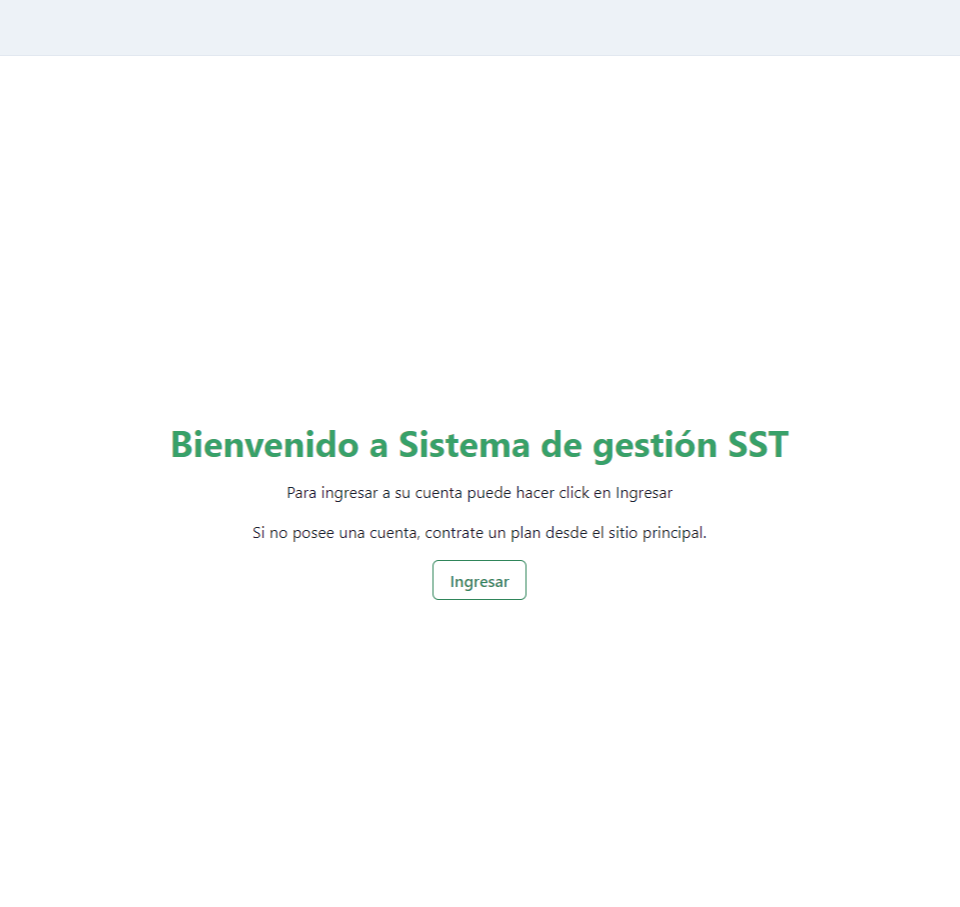 Bienvenido a Sistema de gestión SST
Para ingresar a su cuenta puede hacer click en Ingresar
Si no posee una cuenta, contrate un plan desde el sitio principal.
Ingresar